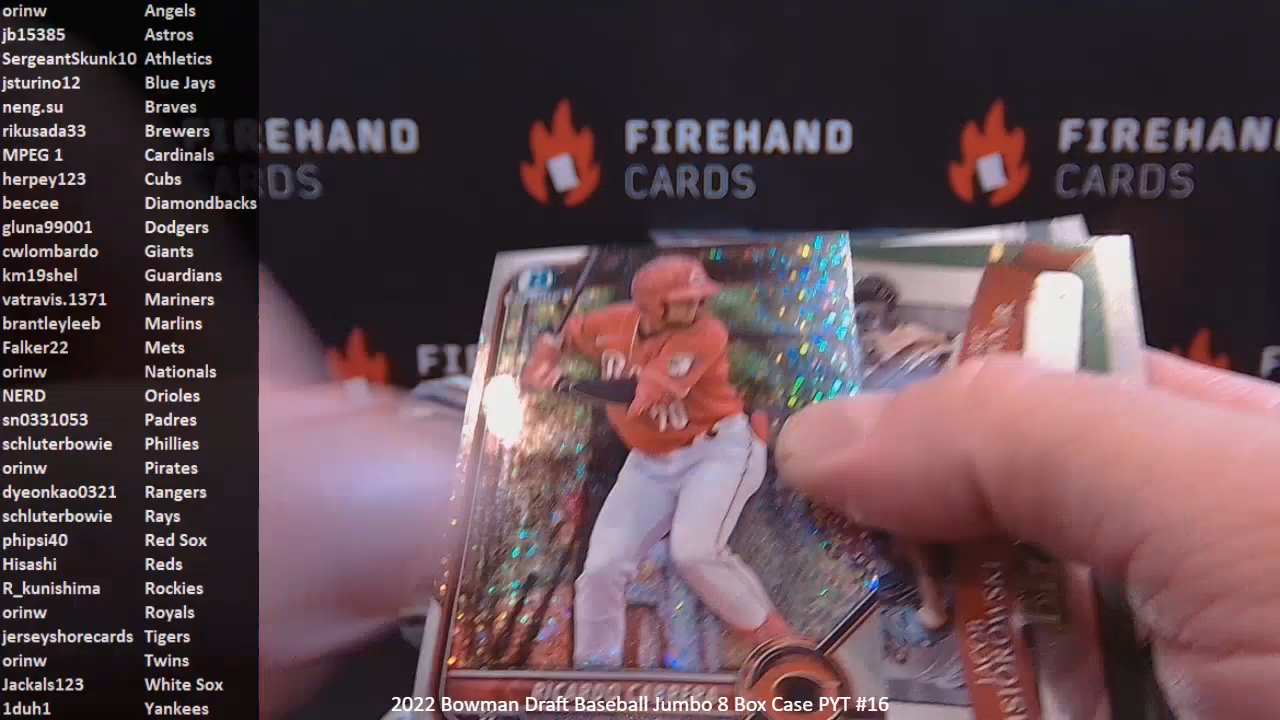 orinw Angels
jb15385 Astros
SergeantSkunk10 Athletics
jsturino12 Blue Jays
neng.su Braves
rikusada33 Brewers
MPEG 1 Cardinals
herpey123 Cubs
beecee Diamondbacks
gluna99001 Dodgers
cwlombardo Giants
km19shel Guardians
vatravis.1371 Mariners
brantleyleeb Marlins
Falker22 Mets
orinw Nationals
NERD Orioles
sn0331053 Padres
schluterbowie Phillies
orinw Pirates
dyeonkao0321 Rangers
schluterbowie Rays
phipsi40 Red Sox
Hisashi Reds
R_kunishima Rockies
orinw Royals
jerseyshorecards Tigers
orinw Twins
Jackals123 White Sox
1duh1 Yankees
FIREHAND
CARDS
FIREHAND
CARDS
FIREHAN
CARDS
10
2022 Bowman Draft Baseball Jumbo 8 Box Case PYT #16